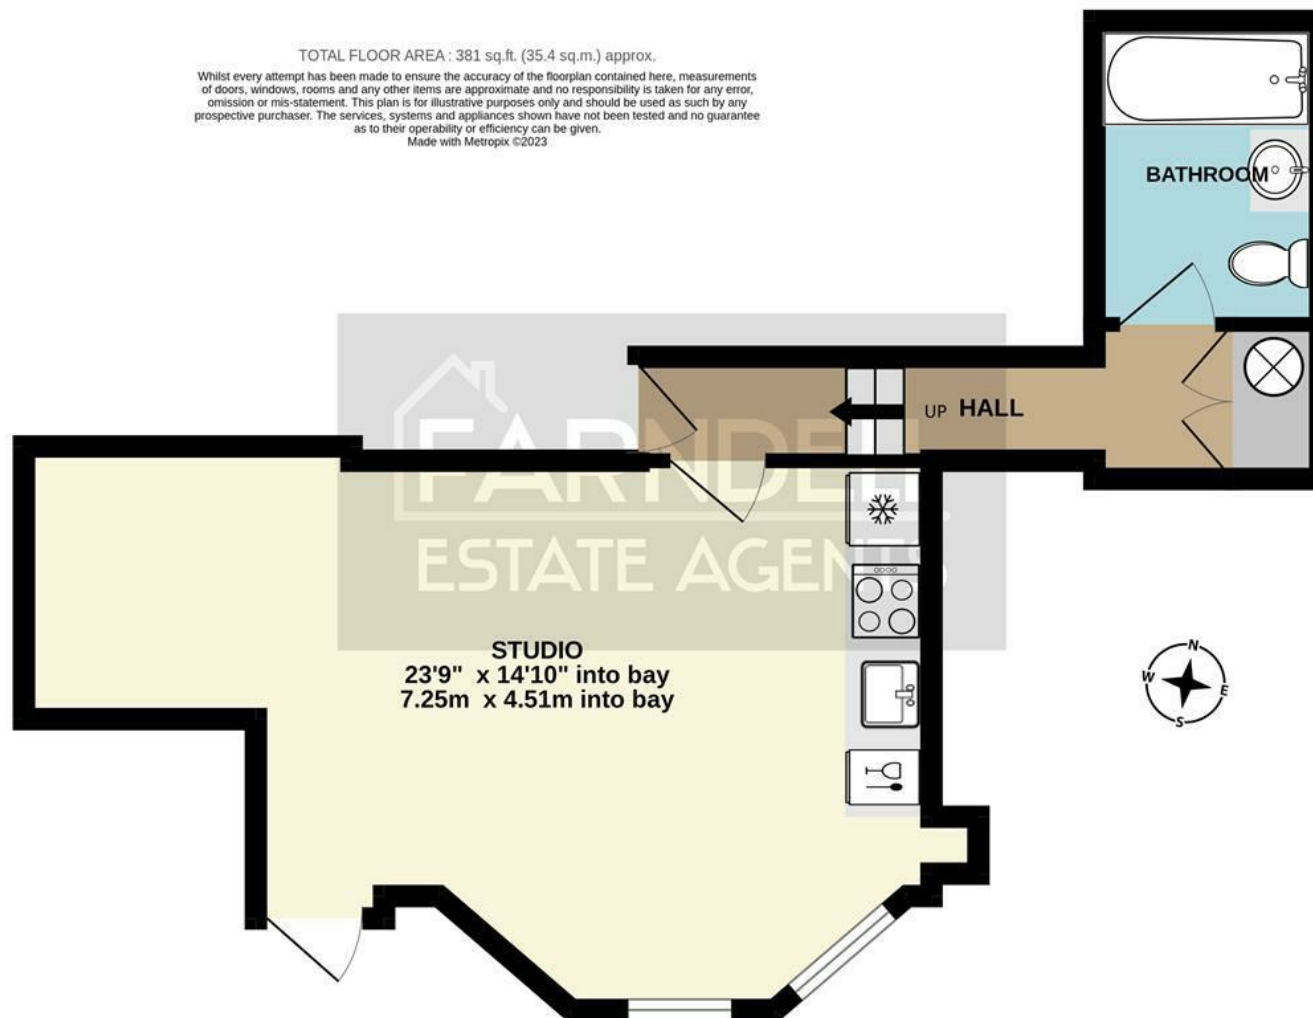 TOTAL FLOOR AREA : 381 sq.ft. (35.4 sq.m.) approx.
Whilst every attempt has been made to ensure the accuracy of the floorplan contained here, measurements
of doors, windows, rooms and any other items are approximate and no responsibility is taken for any error,
omission or mis-statement. This plan is for illustrative purposes only and should be used as such by any
prospective purchaser. The services, systems and appliances shown have not been tested and no guarantee
as to their operability or efficiency can be given.
Made with Metropix ©2023
BATHROOM
UP HALL
FARNDELL
ESTATE AGENTS
STUDIO
23'9" x 14'10" into bay
7.25m x 4.51m into bay
N
W
E
S